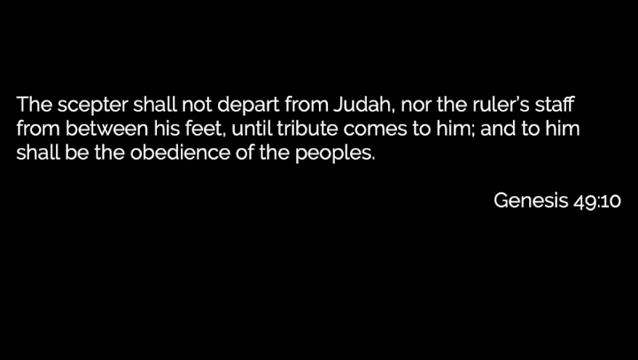 The scepter shall not depart from Judah, nor the ruler's staff
from between his feet, until tribute comes to him; and to him
shall be the obedience of the peoples.
Genesis 49:10